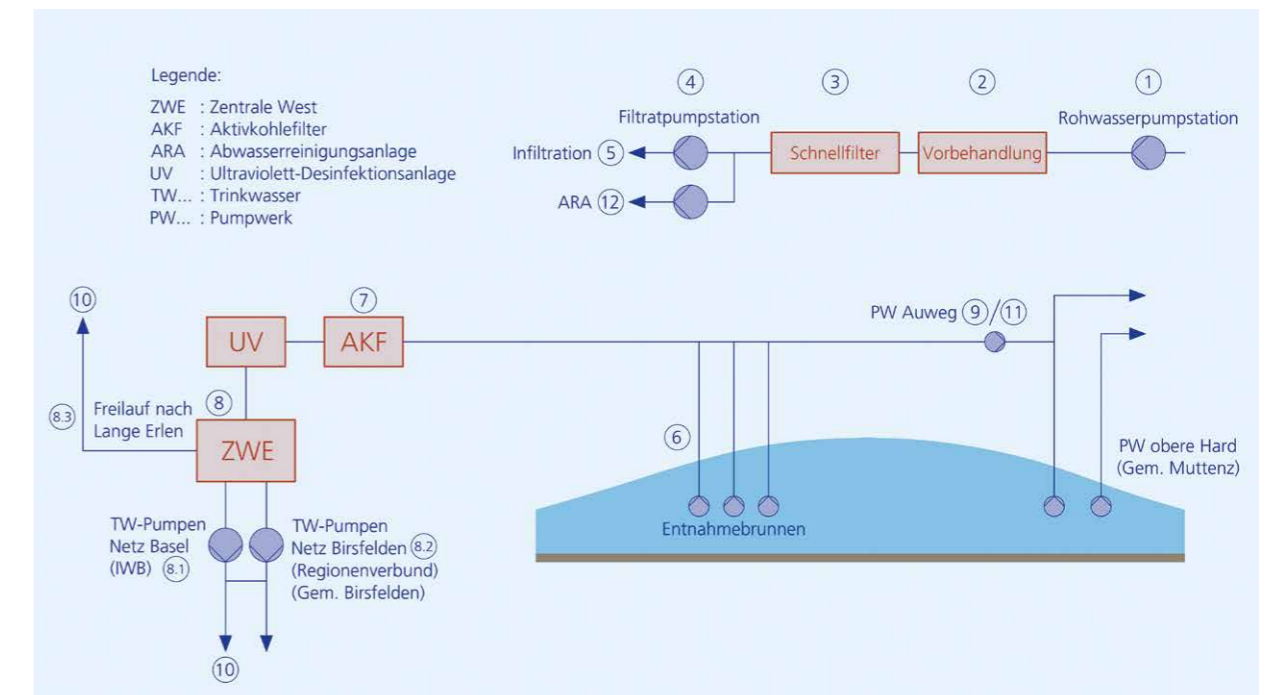 Legende:
ZWE : Zentrale West
AKF : Aktivkohlefilter
ARA : Abwasserreinigungsanlage
UV : Ultraviolett-Desinfektionsanlage
TW... : Trinkwasser
PW... : Pumpwerk
4
3
2
1
Filtratpumpstation
Rohwasserpumpstation
Infiltration 5
Schnellfilter
Vorbehandlung
ARA 12
10
7
PW Auweg 9/11
UV
AKF
8.3
Freilauf nach
Lange Erlen
8
ZWE
6
PW obere Hard
(Gem. Muttenz)
Entnahmebrunnen
TW-Pumpen
Netz Basel
(IWB) 8.1
TW-Pumpen
Netz Birsfelden 8.2
(Regionenverbund)
(Gem. Birsfelden)
10